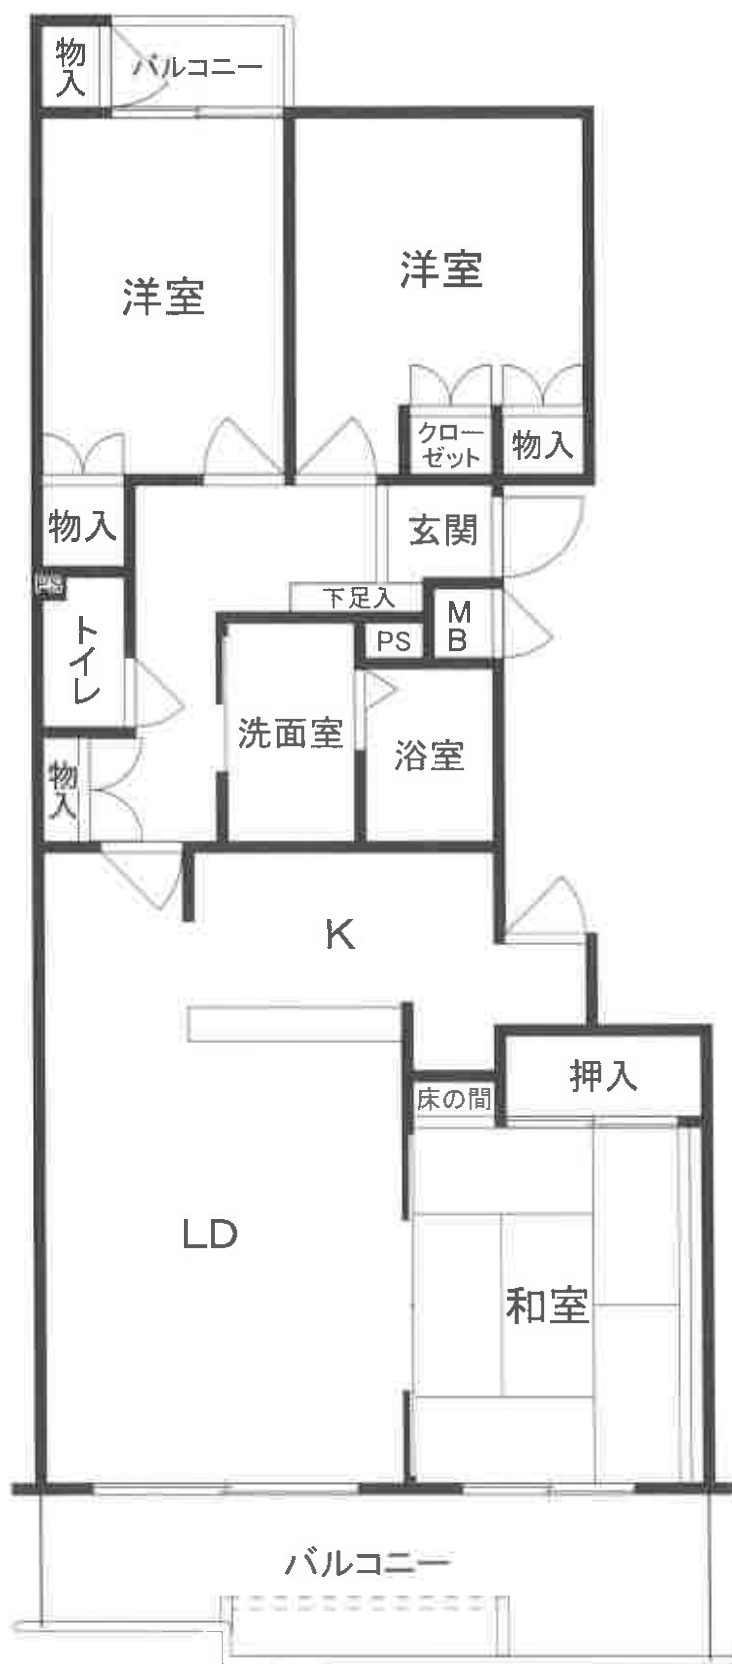 物入
バルコニー
洋室
洋室
クロー
ゼット
物入
物入
玄関
下足入
MB
PS
トイレ
洗面室
浴室
物入
K
押入
床の間
LD
和室
バルコニー